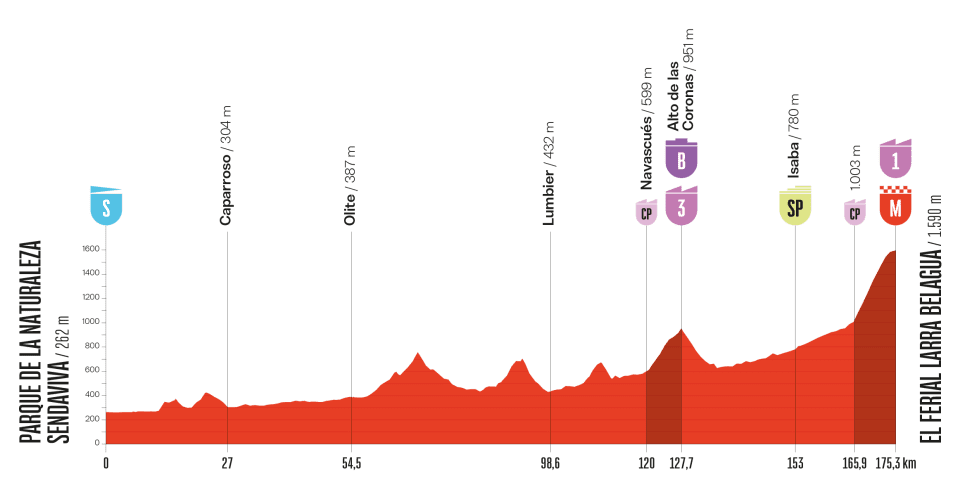 PARQUE DE LA NATURALEZA
SENDAVIVA / 262 m
S
Caparroso / 304 m
Olite / 387 m
Lumbier / 432 m
Navascués / 599 m
CP
Alto de las
Coronas / 951 m
B
3
Isaba / 780 m
SP
1.003 m
CP
1
M
EL FERIAL LARRA BELAGUA / 1.590 m
1600
1400
1200
1000
800
600
400
200
0
0
27
54,5
98,6
120
127,7
153
165,9
175,3 km